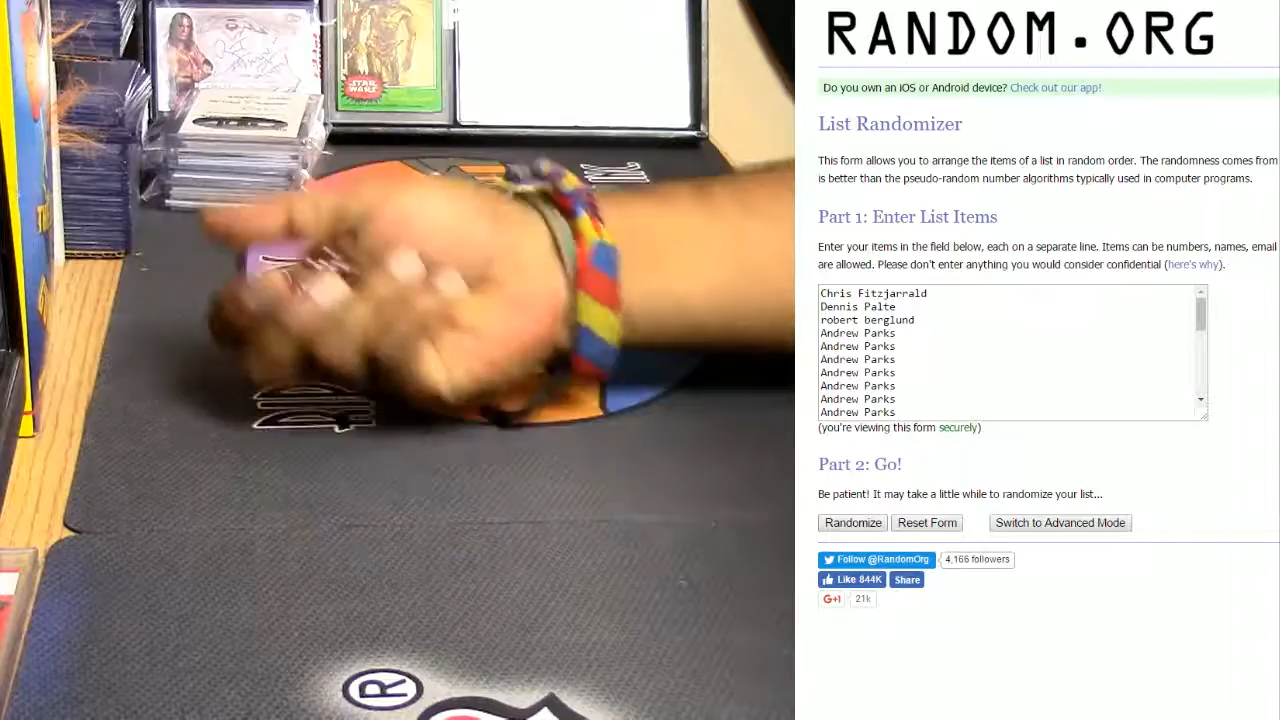 STAR
WARS
®
RANDOM.ORG
Do you own an iOS or Android device? Check out our app!
List Randomizer
This form allows you to arrange the items of a list in random order. The randomness comes from
is better than the pseudo-random number algorithms typically used in computer programs.
Part 1: Enter List Items
Enter your items in the field below, each on a separate line. Items can be numbers, names, email
are allowed. Please don't enter anything you would consider confidential (here's why).
Chris Fitzjarrald
Dennis Palte
robert berglund
Andrew Parks
Andrew Parks
Andrew Parks
Andrew Parks
Andrew Parks
Andrew Parks
Andrew Parks
(you're viewing this form securely)
Part 2: Go!
Be patient! It may take a little while to randomize your list...
Randomize Reset Form Switch to Advanced Mode
Follow @RandomOrg 4,166 followers
Like 844K Share
G+1 21k